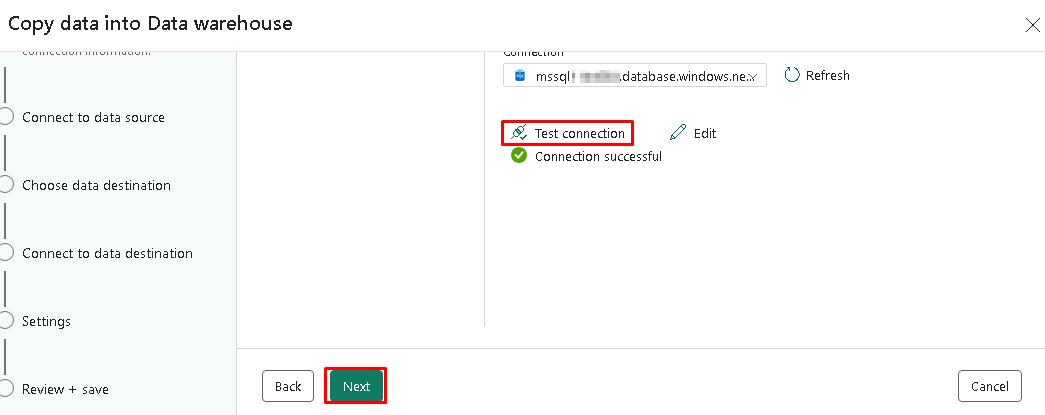 Copy data into Data warehouse
connection information.
Connection
mssql .database.windows.ne
Refresh
Connect to data source
Test connection
Edit
Connection successful
Choose data destination
Connect to data destination
Settings
Review + save
Back
Next
Cancel